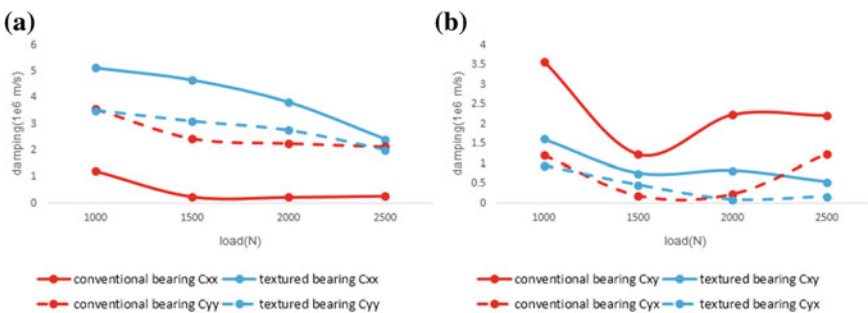 (a)
damping(1e6 m/s)
6
5
4
3
2
1
0
1000 1500 2000 2500
load(N)
conventional bearing Cxx textured bearing Cxx
conventional bearing Cyy textured bearing Cyy
(b)
damping(1e6 m/s)
4
3.5
3
2.5
2
1.5
1
0.5
0
1000 1500 2000 2500
load(N)
conventional bearing Cxy textured bearing Cxy
conventional bearing Cyx textured bearing Cyx